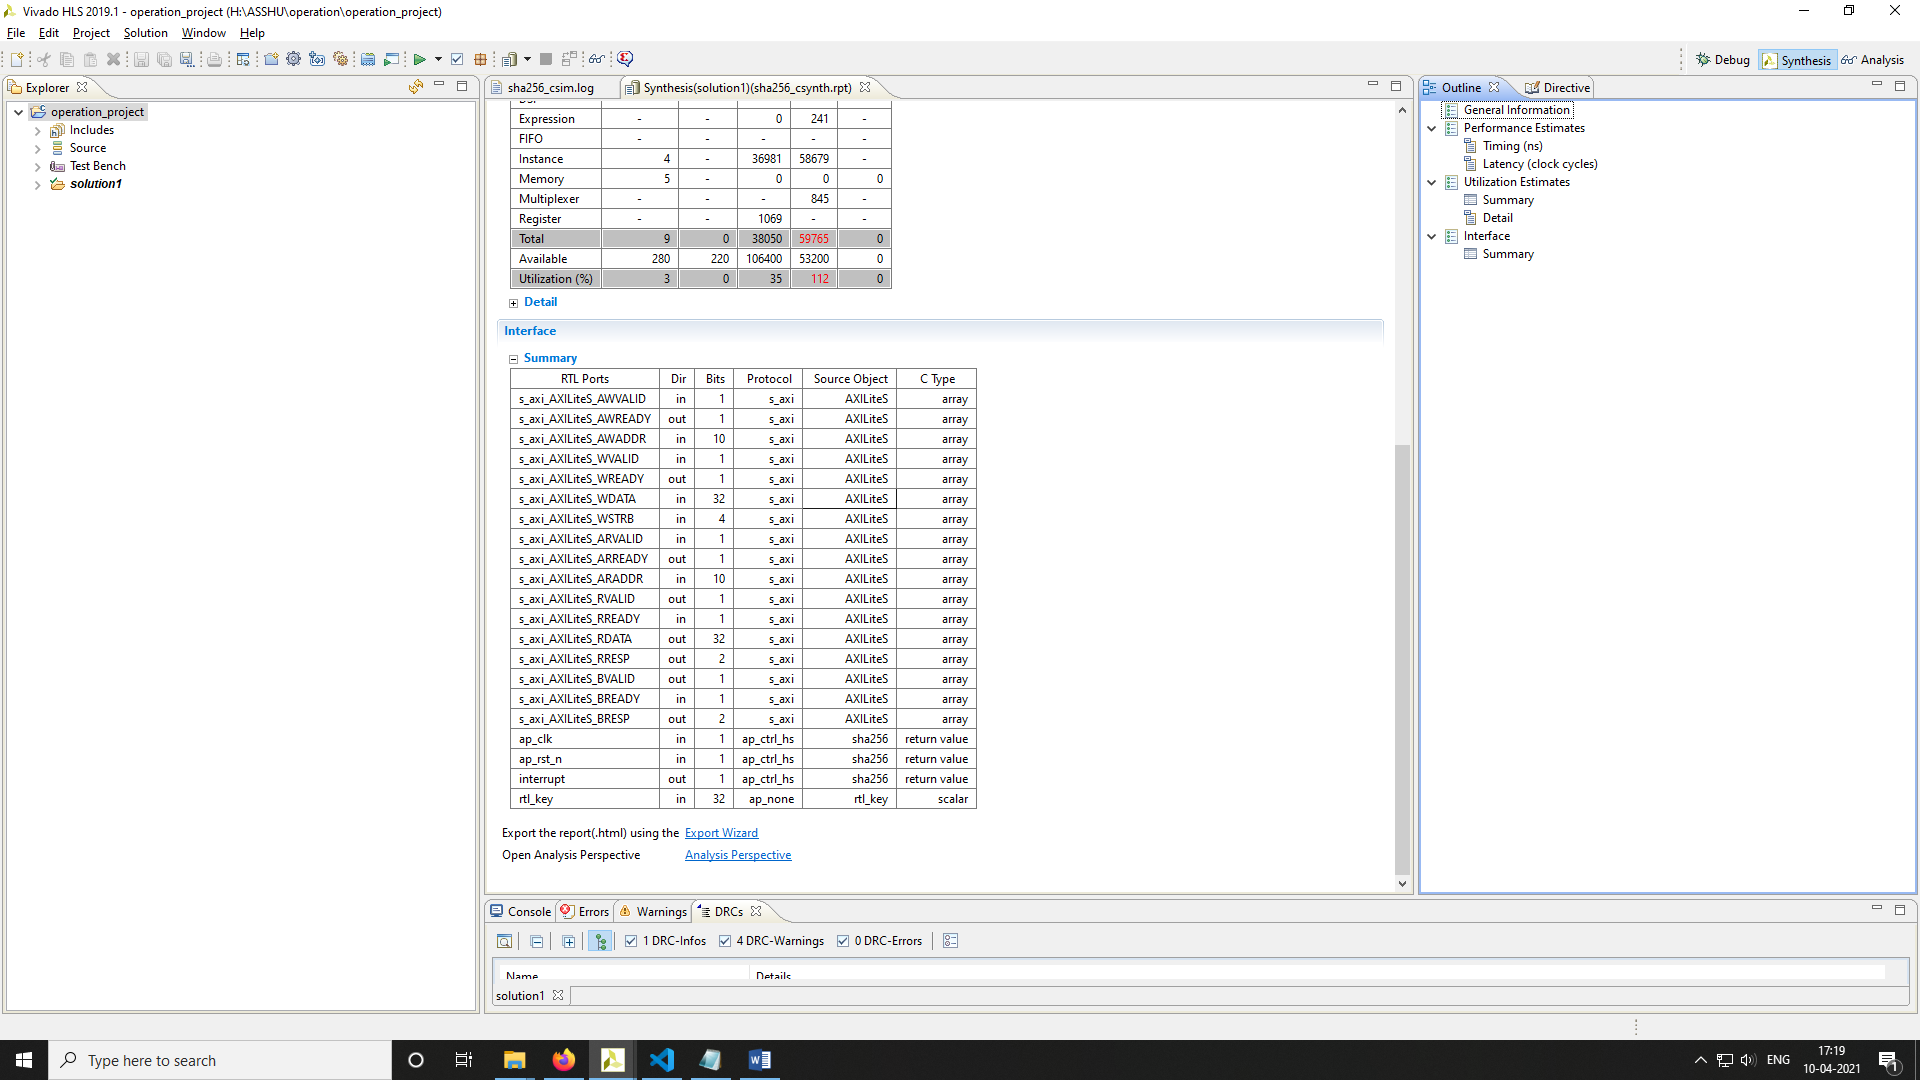 Vivado HLS 2019.1 - operation_project (H:\ASSHU\operation\operation_project)
File Edit Project Solution Window Help
Debug Synthesis Analysis
Explorer
operation_project
Includes
Source
Test Bench
solution1
sha256_csim.log Synthesis(solution1)(sha256_csynth.rpt)
Expression - - 0 241 -
FIFO - - - - -
Instance 4 - 36981 58679 -
Memory 5 - 0 0 0
Multiplexer - - - 845 -
Register - - 1069 - -
Total 9 0 38050 59765 0
Available 280 220 106400 53200 0
Utilization (%) 3 0 35 112 0
Detail
Interface
Summary
RTL Ports Dir Bits Protocol Source Object C Type
s_axi_AXILiteS_AWVALID in 1 s_axi AXILiteS array
s_axi_AXILiteS_AWREADY out 1 s_axi AXILiteS array
s_axi_AXILiteS_AWADDR in 10 s_axi AXILiteS array
s_axi_AXILiteS_WVALID in 1 s_axi AXILiteS array
s_axi_AXILiteS_WREADY out 1 s_axi AXILiteS array
s_axi_AXILiteS_WDATA in 32 s_axi AXILiteS array
s_axi_AXILiteS_WSTRB in 4 s_axi AXILiteS array
s_axi_AXILiteS_ARVALID in 1 s_axi AXILiteS array
s_axi_AXILiteS_ARREADY out 1 s_axi AXILiteS array
s_axi_AXILiteS_ARADDR in 10 s_axi AXILiteS array
s_axi_AXILiteS_RVALID out 1 s_axi AXILiteS array
s_axi_AXILiteS_RREADY in 1 s_axi AXILiteS array
s_axi_AXILiteS_RDATA out 32 s_axi AXILiteS array
s_axi_AXILiteS_RRESP out 2 s_axi AXILiteS array
s_axi_AXILiteS_BVALID out 1 s_axi AXILiteS array
s_axi_AXILiteS_BREADY in 1 s_axi AXILiteS array
s_axi_AXILiteS_BRESP out 2 s_axi AXILiteS array
ap_clk in 1 ap_ctrl_hs sha256 return value
ap_rst_n in 1 ap_ctrl_hs sha256 return value
interrupt out 1 ap_ctrl_hs sha256 return value
rtl_key in 32 ap_none rtl_key scalar
Export the report(.html) using the Export Wizard
Open Analysis Perspective Analysis Perspective
Outline Directive
General Information
Performance Estimates
Timing (ns)
Latency (clock cycles)
Utilization Estimates
Summary
Detail
Interface
Summary
Console Errors Warnings DRCs
1 DRC-Infos 4 DRC-Warnings 0 DRC-Errors
Name Details
solution1
Type here to search
ENG
17:19
10-04-2021
1